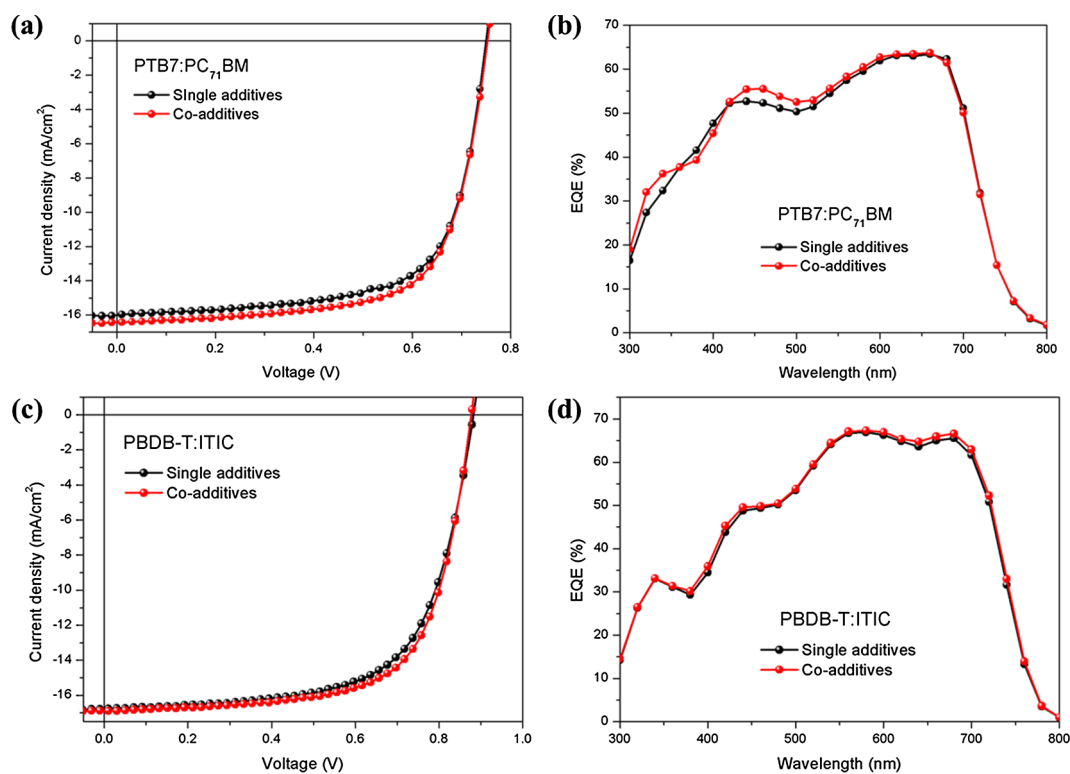 (a)
0
-2
-4
-6
-8
-10
-12
-14
-16
Current density (mA/cm²)
PTB7:PC₇₁BM
SIngle additives
Co-additives
0.0 0.2 0.4 0.6 0.8
Voltage (V)
(b)
70
60
50
40
30
20
10
0
EQE (%)
PTB7:PC₇₁BM
Single additives
Co-additives
300 400 500 600 700 800
Wavelength (nm)
(c)
0
-2
-4
-6
-8
-10
-12
-14
-16
Current density (mA/cm²)
PBDB-T:ITIC
Single additives
Co-additives
0.0 0.2 0.4 0.6 0.8 1.0
Voltage (V)
(d)
70
60
50
40
30
20
10
0
EQE (%)
PBDB-T:ITIC
Single additives
Co-additives
300 400 500 600 700 800
Wavelength (nm)